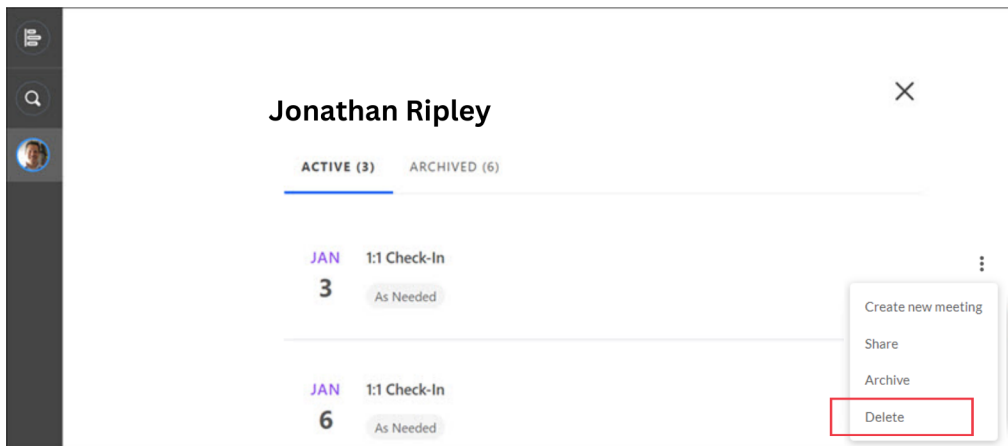 Jonathan Ripley
ACTIVE (3) ARCHIVED (6)
JAN 1:1 Check-In
3 As Needed
Create new meeting
Share
Archive
JAN 1:1 Check-In
Delete
6 As Needed